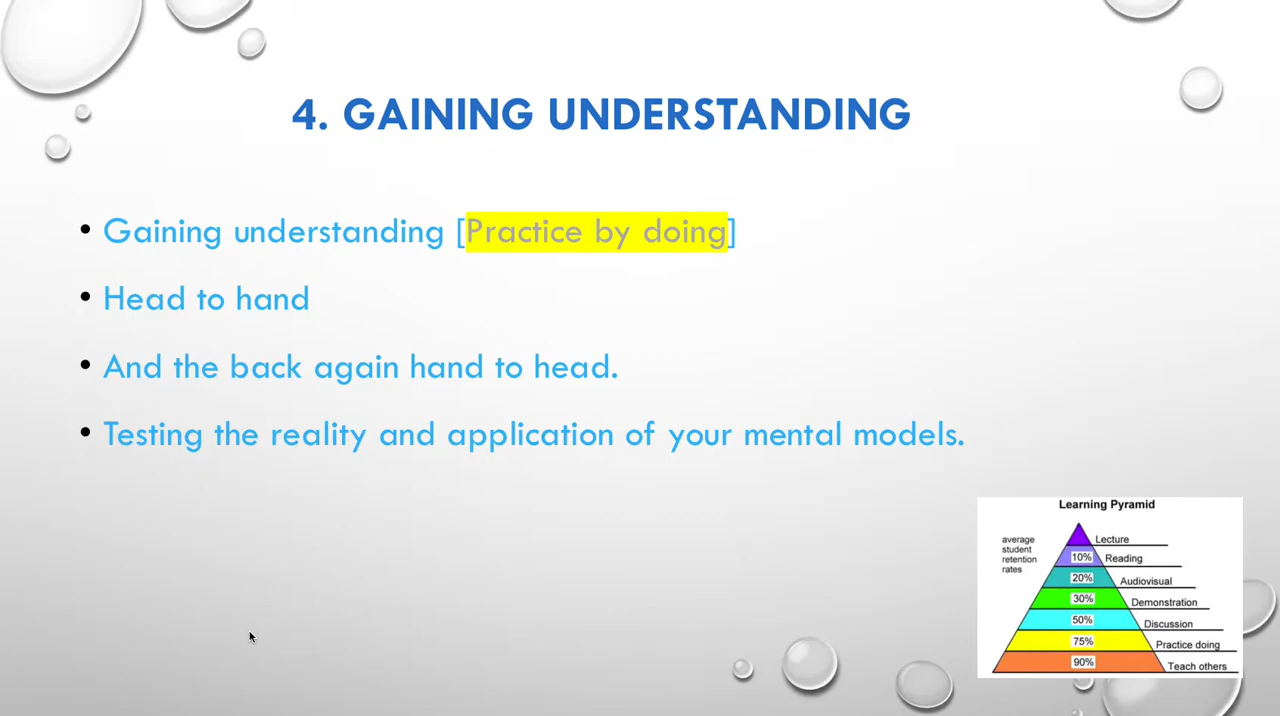 4. GAINING UNDERSTANDING
• Gaining understanding [Practice by doing]
• Head to hand
• And the back again hand to head.
• Testing the reality and application of your mental models.
Learning Pyramid
average
student
retention
rates
Lecture
10% Reading
20% Audiovisual
30% Demonstration
50% Discussion
75% Practice doing
90% Teach others